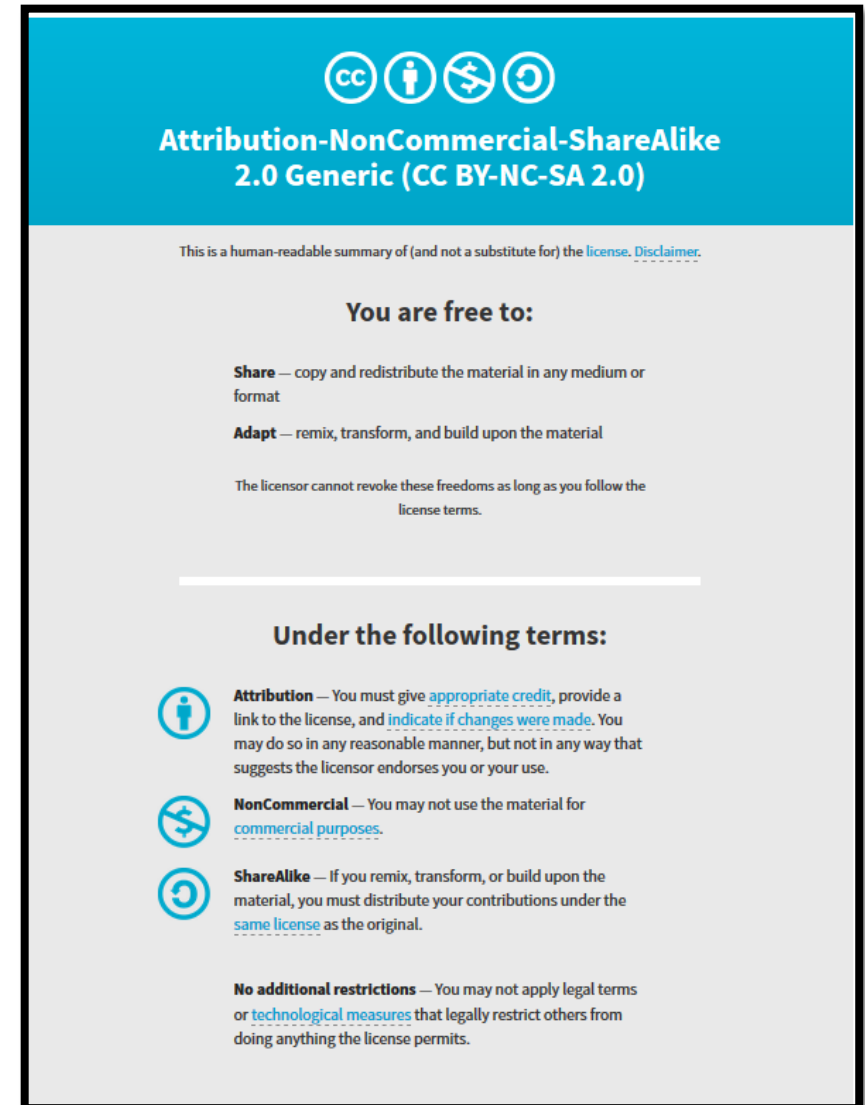 cc
Attribution-NonCommercial-ShareAlike
2.0 Generic (CC BY-NC-SA 2.0)
This is a human-readable summary of (and not a substitute for) the license. Disclaimer.
You are free to:
Share — copy and redistribute the material in any medium or
format
Adapt — remix, transform, and build upon the material
The licensor cannot revoke these freedoms as long as you follow the
license terms.
Under the following terms:
Attribution — You must give appropriate credit, provide a
link to the license, and indicate if changes were made. You
may do so in any reasonable manner, but not in any way that
suggests the licensor endorses you or your use.
NonCommercial — You may not use the material for
commercial purposes.
ShareAlike — If you remix, transform, or build upon the
material, you must distribute your contributions under the
same license as the original.
No additional restrictions — You may not apply legal terms
or technological measures that legally restrict others from
doing anything the license permits.